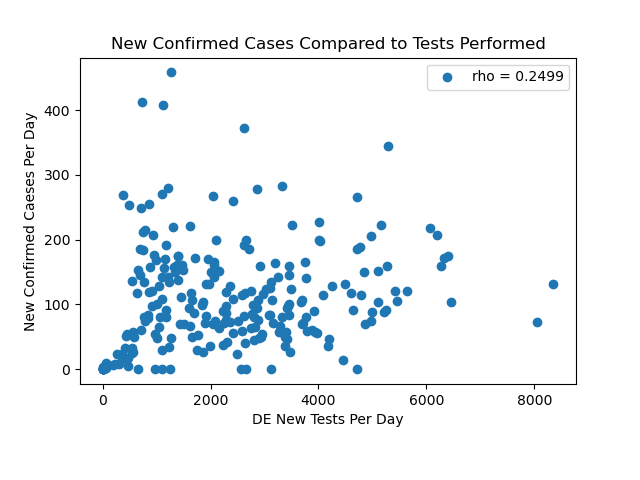 New Confirmed Cases Compared to Tests Performed
rho = 0.2499
New Confirmed Caeses Per Day
400
300
200
100
0
0 2000 4000 6000 8000
DE New Tests Per Day